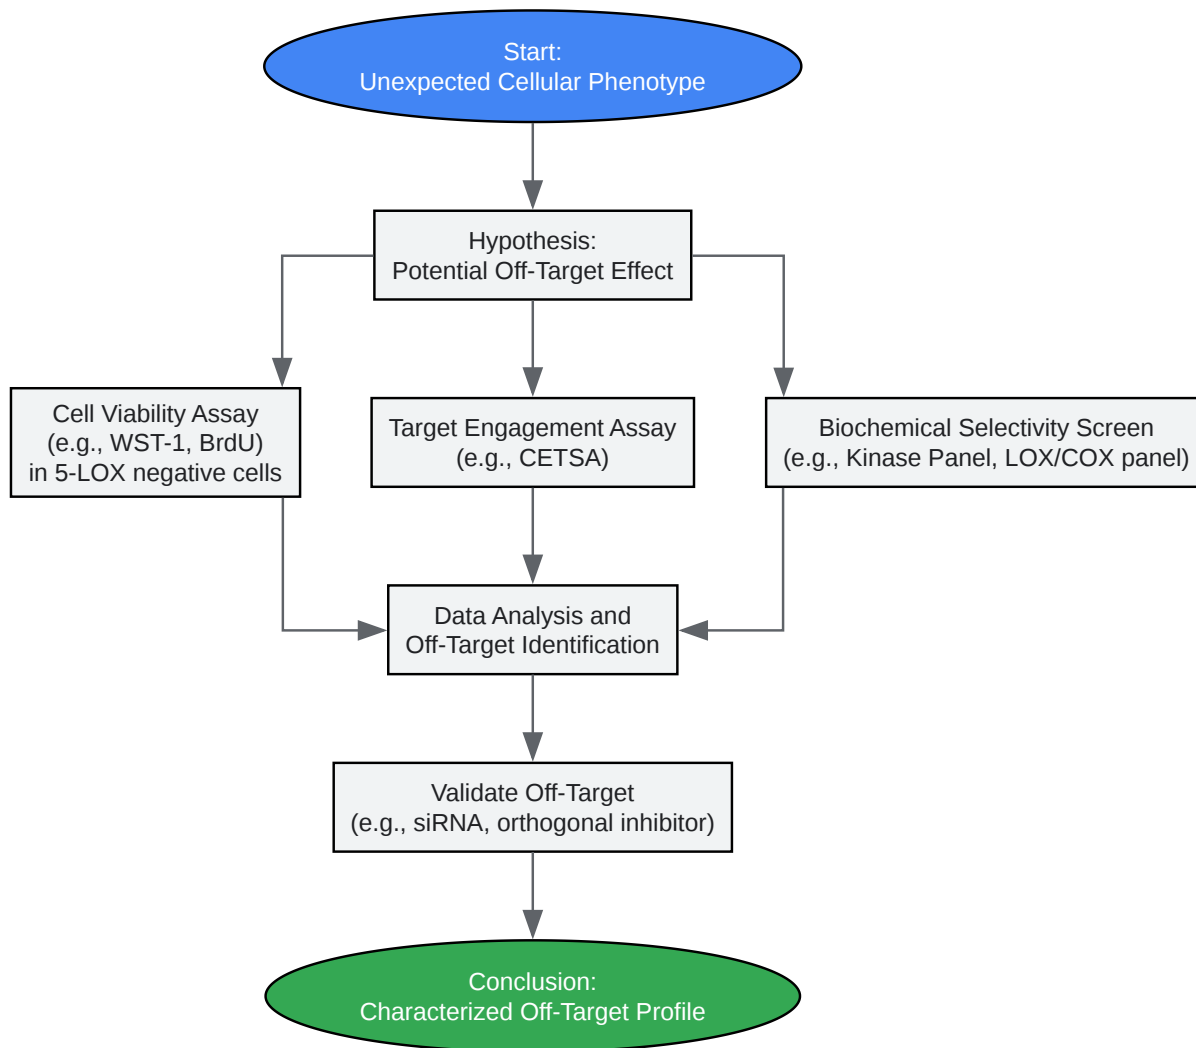 Start:
Unexpected Cellular Phenotype
Hypothesis:
Potential Off-Target Effect
Cell Viability Assay
(e.g., WST-1, BrdU)
in 5-LOX negative cells
Target Engagement Assay
(e.g., CETSA)
Biochemical Selectivity Screen
(e.g., Kinase Panel, LOX/COX panel)
Data Analysis and
Off-Target Identification
Validate Off-Target
(e.g., siRNA, orthogonal inhibitor)
Conclusion:
Characterized Off-Target Profile